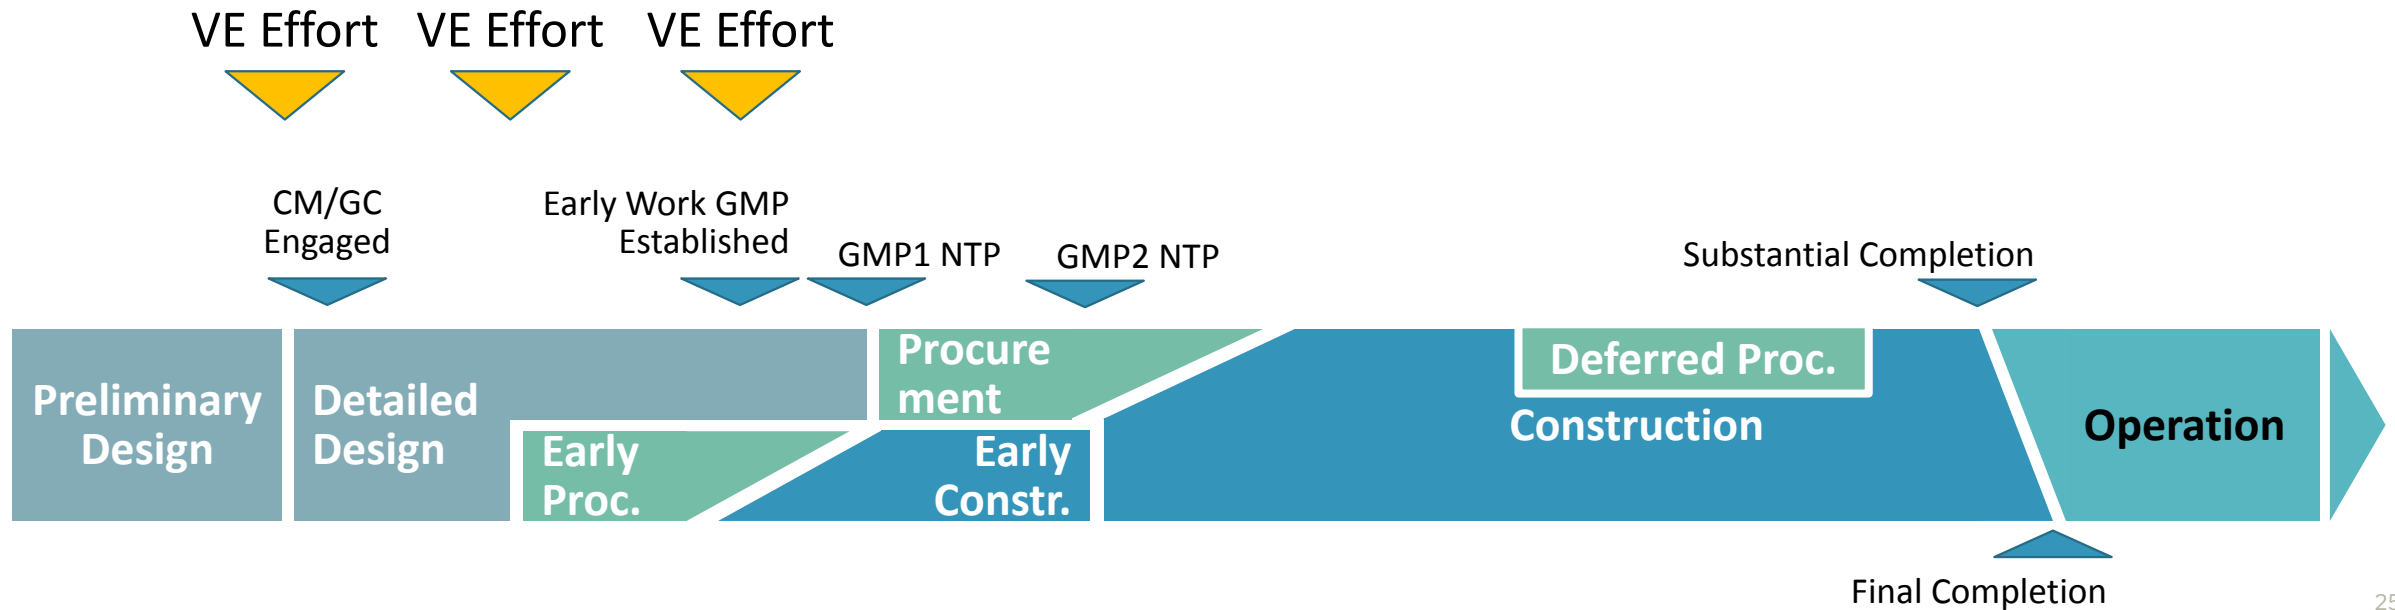 VE Effort VE Effort VE Effort
CM/GC
Engaged
Early Work GMP
Established
GMP1 NTP
GMP2 NTP
Substantial Completion
Preliminary
Design
Detailed
Design
Early
Proc.
Procure
ment
Early
Constr.
Deferred Proc.
Construction
Operation
Final Completion
25